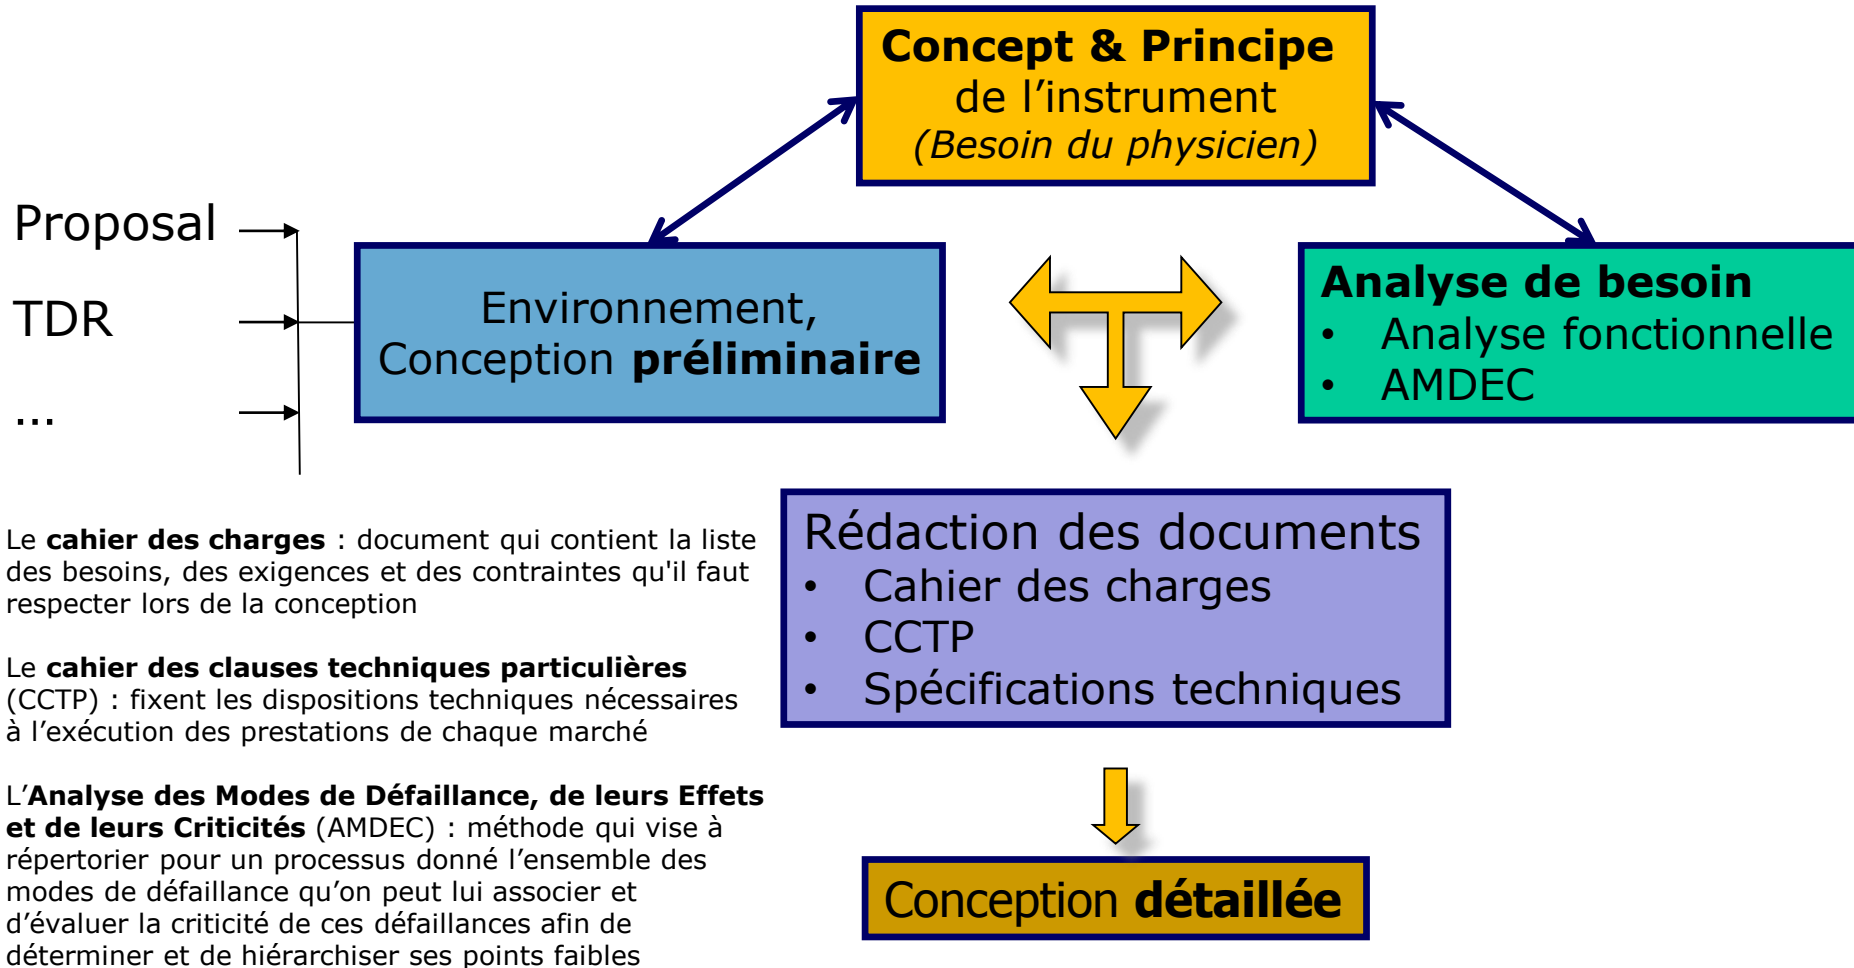 Concept & Principe
de l’instrument
(Besoin du physicien)
Proposal
TDR
...
Environnement,
Conception préliminaire
Analyse de besoin
• Analyse fonctionnelle
• AMDEC
Rédaction des documents
• Cahier des charges
• CCTP
• Spécifications techniques
Conception détaillée
Le cahier des charges : document qui contient la liste
des besoins, des exigences et des contraintes qu'il faut
respecter lors de la conception
Le cahier des clauses techniques particulières
(CCTP) : fixent les dispositions techniques nécessaires
à l’exécution des prestations de chaque marché
L’Analyse des Modes de Défaillance, de leurs Effets
et de leurs Criticités (AMDEC) : méthode qui vise à
répertorier pour un processus donné l’ensemble des
modes de défaillance qu’on peut lui associer et
d’évaluer la criticité de ces défaillances afin de
déterminer et de hiérarchiser ses points faibles